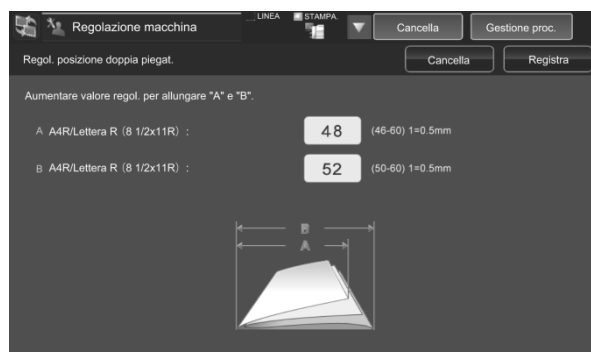 Regolazione macchina
LINEA
STAMPA.
Cancella
Gestione proc.
Regol. posizione doppia piegat.
Cancella
Registra
Aumentare valore regol. per allungare "A" e "B".
A A4R/Lettera R (8 1/2x11R) : 48 (46-60) 1=0.5mm
B A4R/Lettera R (8 1/2x11R) : 52 (50-60) 1=0.5mm
B
A